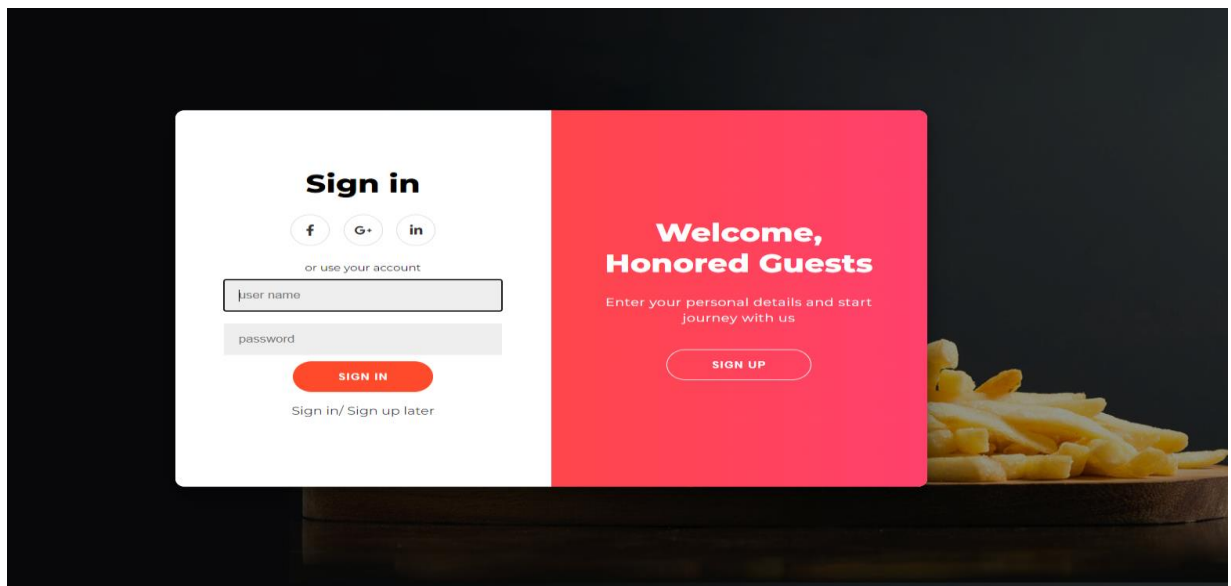 Sign in
f G+ in
or use your account
user name
password
SIGN IN
Sign in/ Sign up later
Welcome,
Honored Guests
Enter your personal details and start
journey with us
SIGN UP